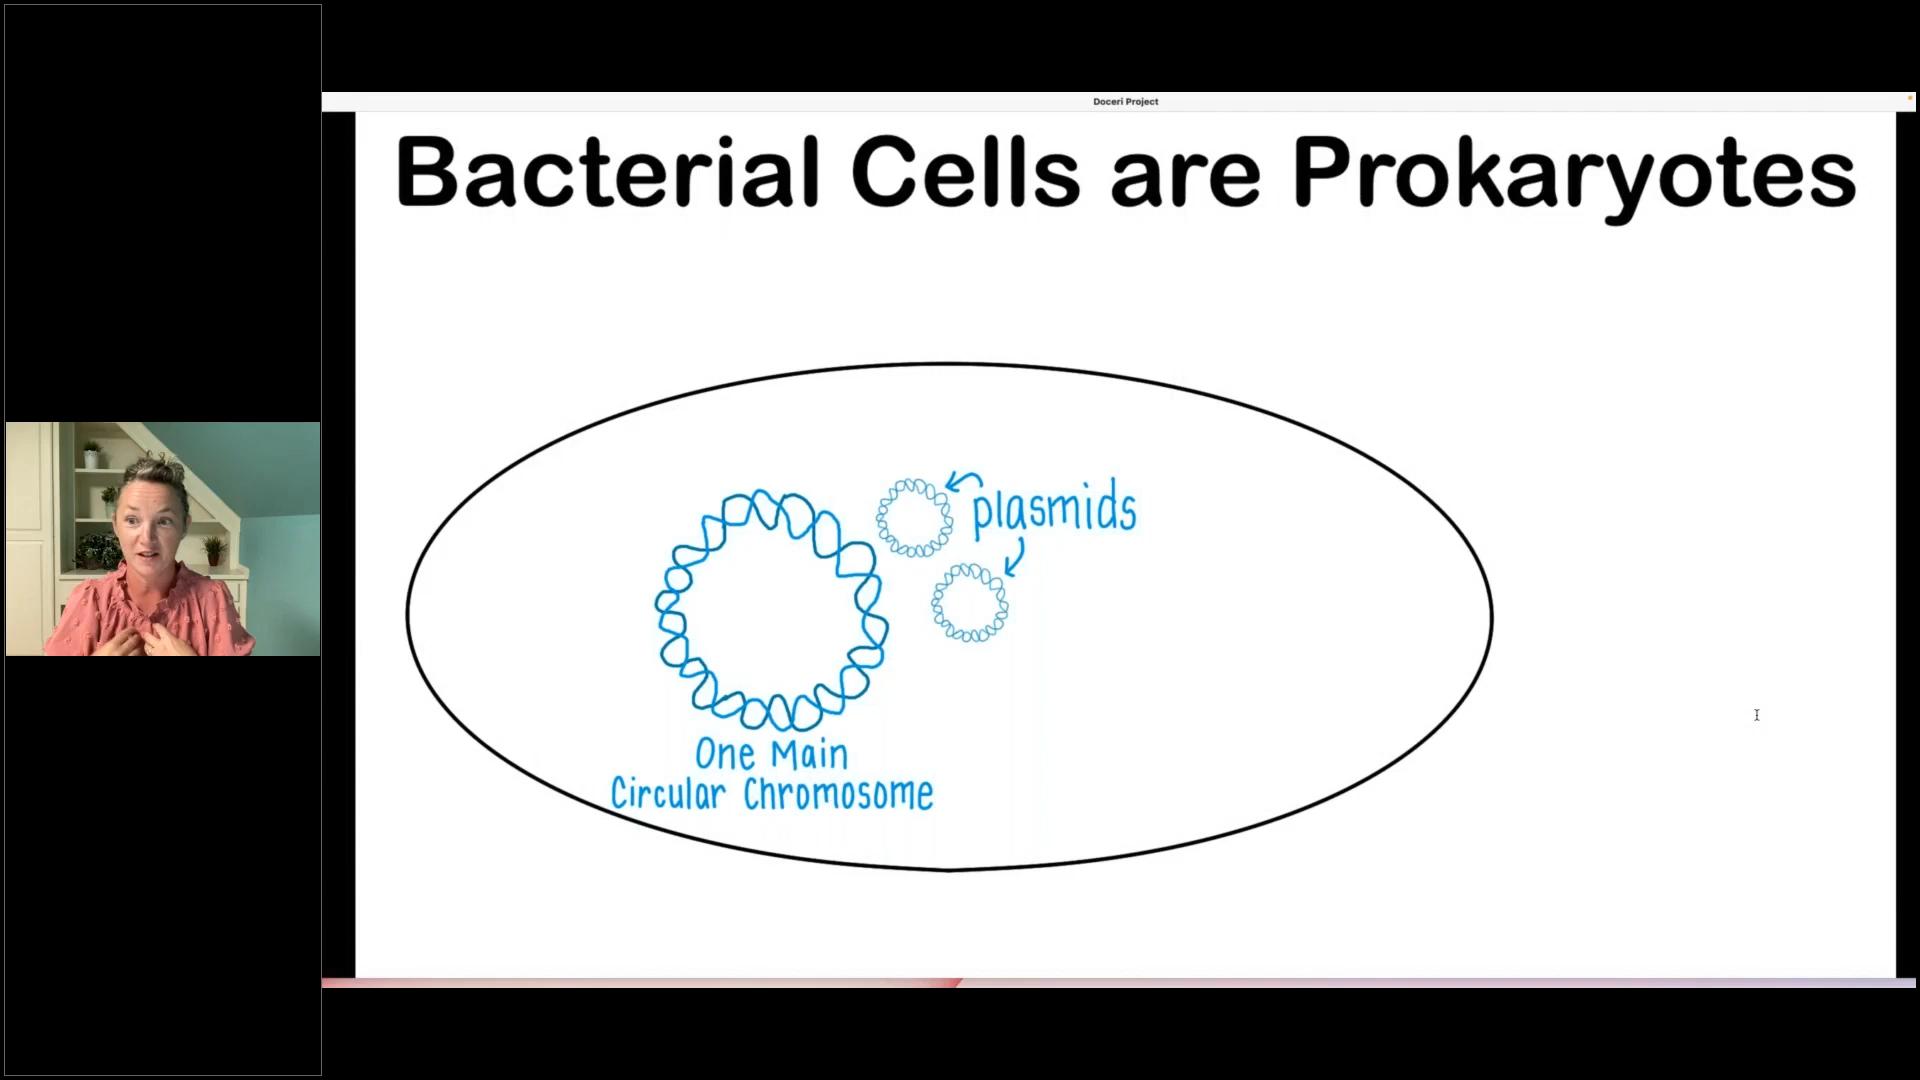 Doceri Project
Bacterial Cells are Prokaryotes
plasmids
One Main
Circular Chromosome